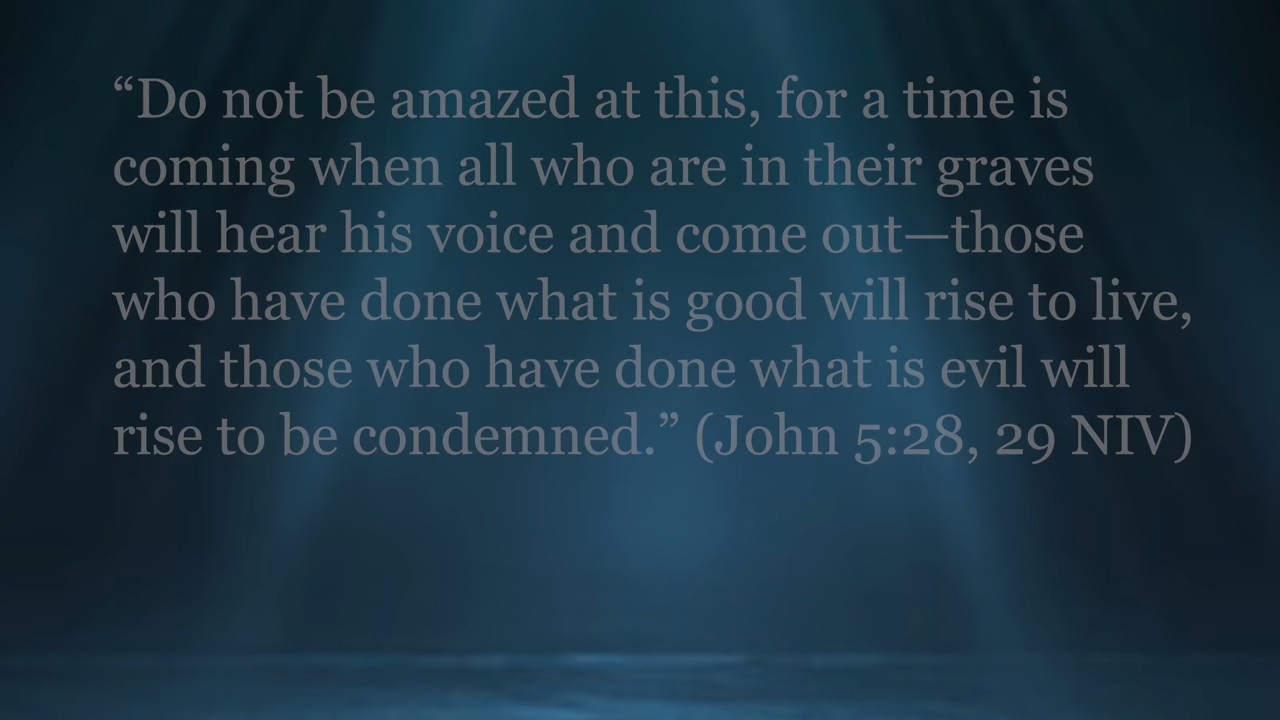 “Do not be amazed at this, for a time is
coming when all who are in their graves
will hear his voice and come out—those
who have done what is good will rise to live,
and those who have done what is evil will
rise to be condemned.” (John 5:28, 29 NIV)